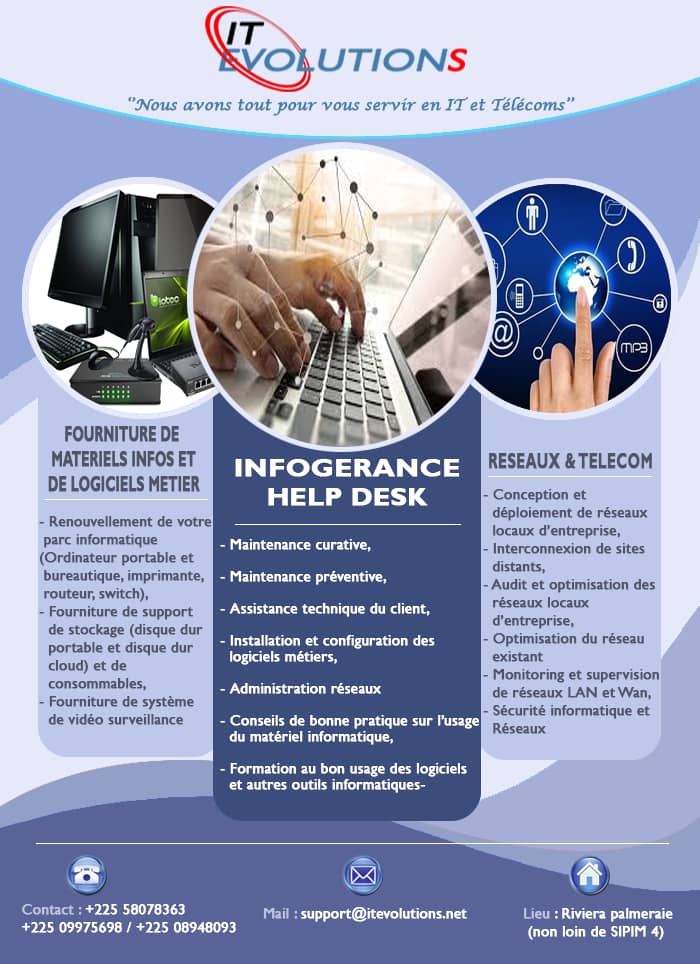 IT
EVOLUTIONS
‘‘Nous avons tout pour vous servir en IT et Télécoms’’
@
MP3
FOURNITURE DE
MATERIELS INFOS ET
DE LOGICIELS METIER
- Renouvellement de votre
parc informatique
(Ordinateur portable et
bureautique, imprimante,
routeur, switch),
- Fourniture de support
de stockage (disque dur
portable et disque dur
cloud) et de
consommables,
- Fourniture de système
de vidéo surveillance
INFOGERANCE
HELP DESK
- Maintenance curative,
- Maintenance préventive,
- Assistance technique du client,
- Installation et configuration des
logiciels métiers,
- Administration réseaux
- Conseils de bonne pratique sur l'usage
du matériel informatique,
- Formation au bon usage des logiciels
et autres outils informatiques-
RESEAUX & TELECOM
- Conception et
déploiement de réseaux
locaux d'entreprise,
- Interconnexion de sites
distants,
- Audit et optimisation des
réseaux locaux
d'entreprise,
- Optimisation du réseau
existant
- Monitoring et supervision
de réseaux LAN et Wan,
- Sécurité informatique et
Réseaux
Contact : +225 58078363
+225 09975698 / +225 08948093
Mail : support@itevolutions.net
Lieu : Riviera palmeraie
(non loin de SIPIM 4)